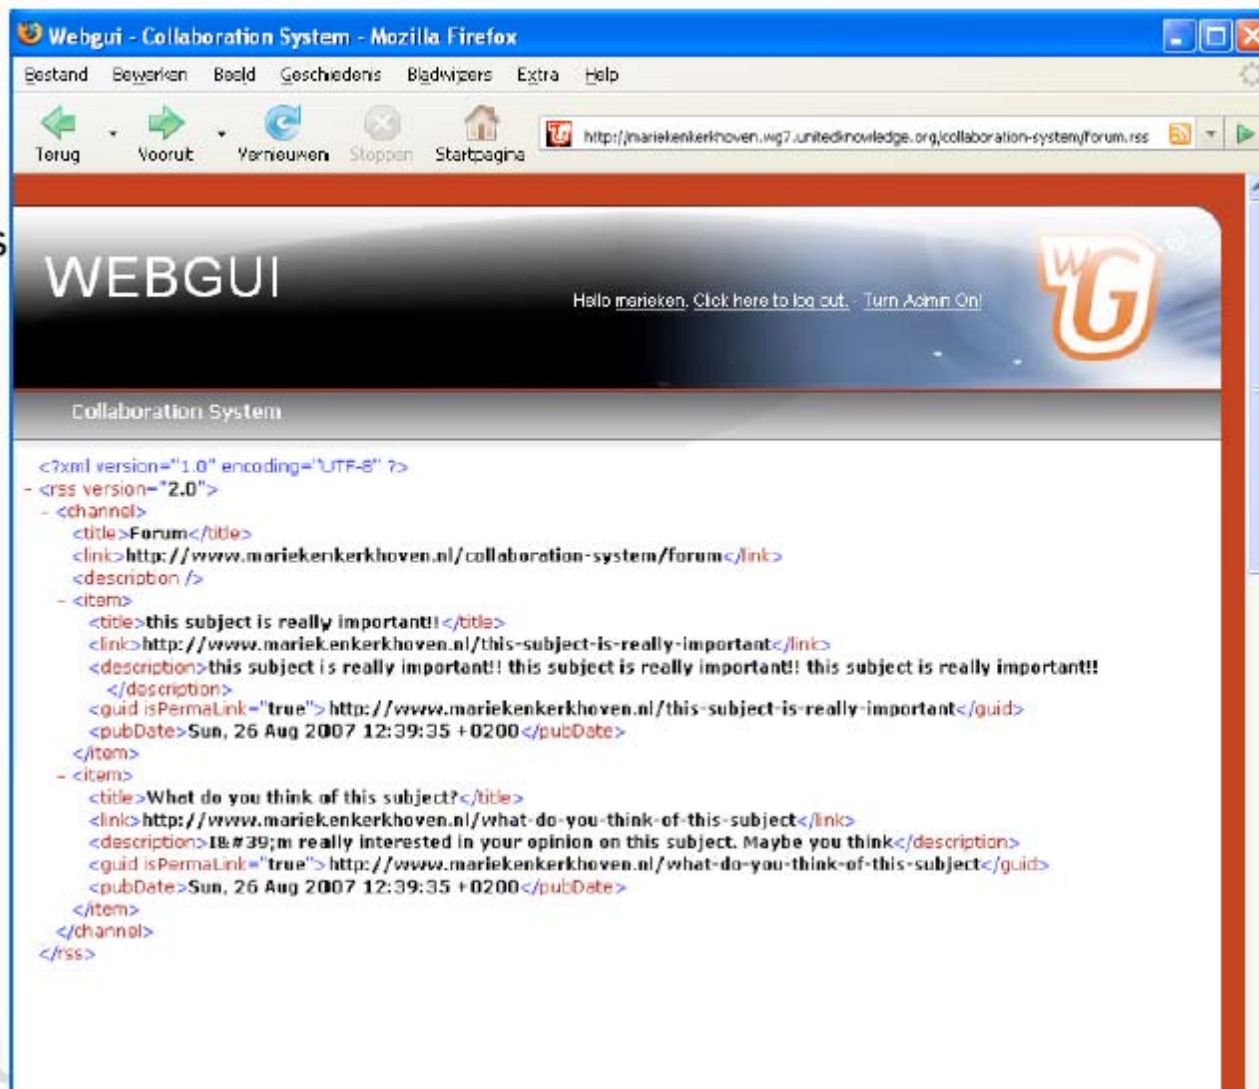 Webgui - Collaboration System - Mozilla Firefox
Bestand Bewerken Beeld Geschiedenis Bladwijzers Extra Help
Terug Vooruit Vernieuwen Stoppen Startpagina http://mariekenkerkhoven.wg7.unitedknowledge.org/collaboration-system/forum.rss
s
WEBGUI
WG
Hello marieken. Click here to log out. - Turn Admin On!
Collaboration System
<?xml version="1.0" encoding="UTF-8" ?>
- <rss version="2.0">
- <channel>
<title>Forum</title>
<link>http://www.mariekenkerkhoven.nl/collaboration-system/forum</link>
<description />
- <item>
<title>this subject is really important!!</title>
<link>http://www.mariekenkerkhoven.nl/this-subject-is-really-important</link>
<description>this subject is really important!! this subject is really important!! this subject is really important!!
</description>
<guid isPermaLink="true">http://www.mariekenkerkhoven.nl/this-subject-is-really-important</guid>
<pubDate>Sun, 26 Aug 2007 12:39:35 +0200</pubDate>
</item>
- <item>
<title>What do you think of this subject?</title>
<link>http://www.mariekenkerkhoven.nl/what-do-you-think-of-this-subject</link>
<description>I&#39;m really interested in your opinion on this subject. Maybe you think</description>
<guid isPermaLink="true">http://www.mariekenkerkhoven.nl/what-do-you-think-of-this-subject</guid>
<pubDate>Sun, 26 Aug 2007 12:39:35 +0200</pubDate>
</item>
</channel>
</rss>